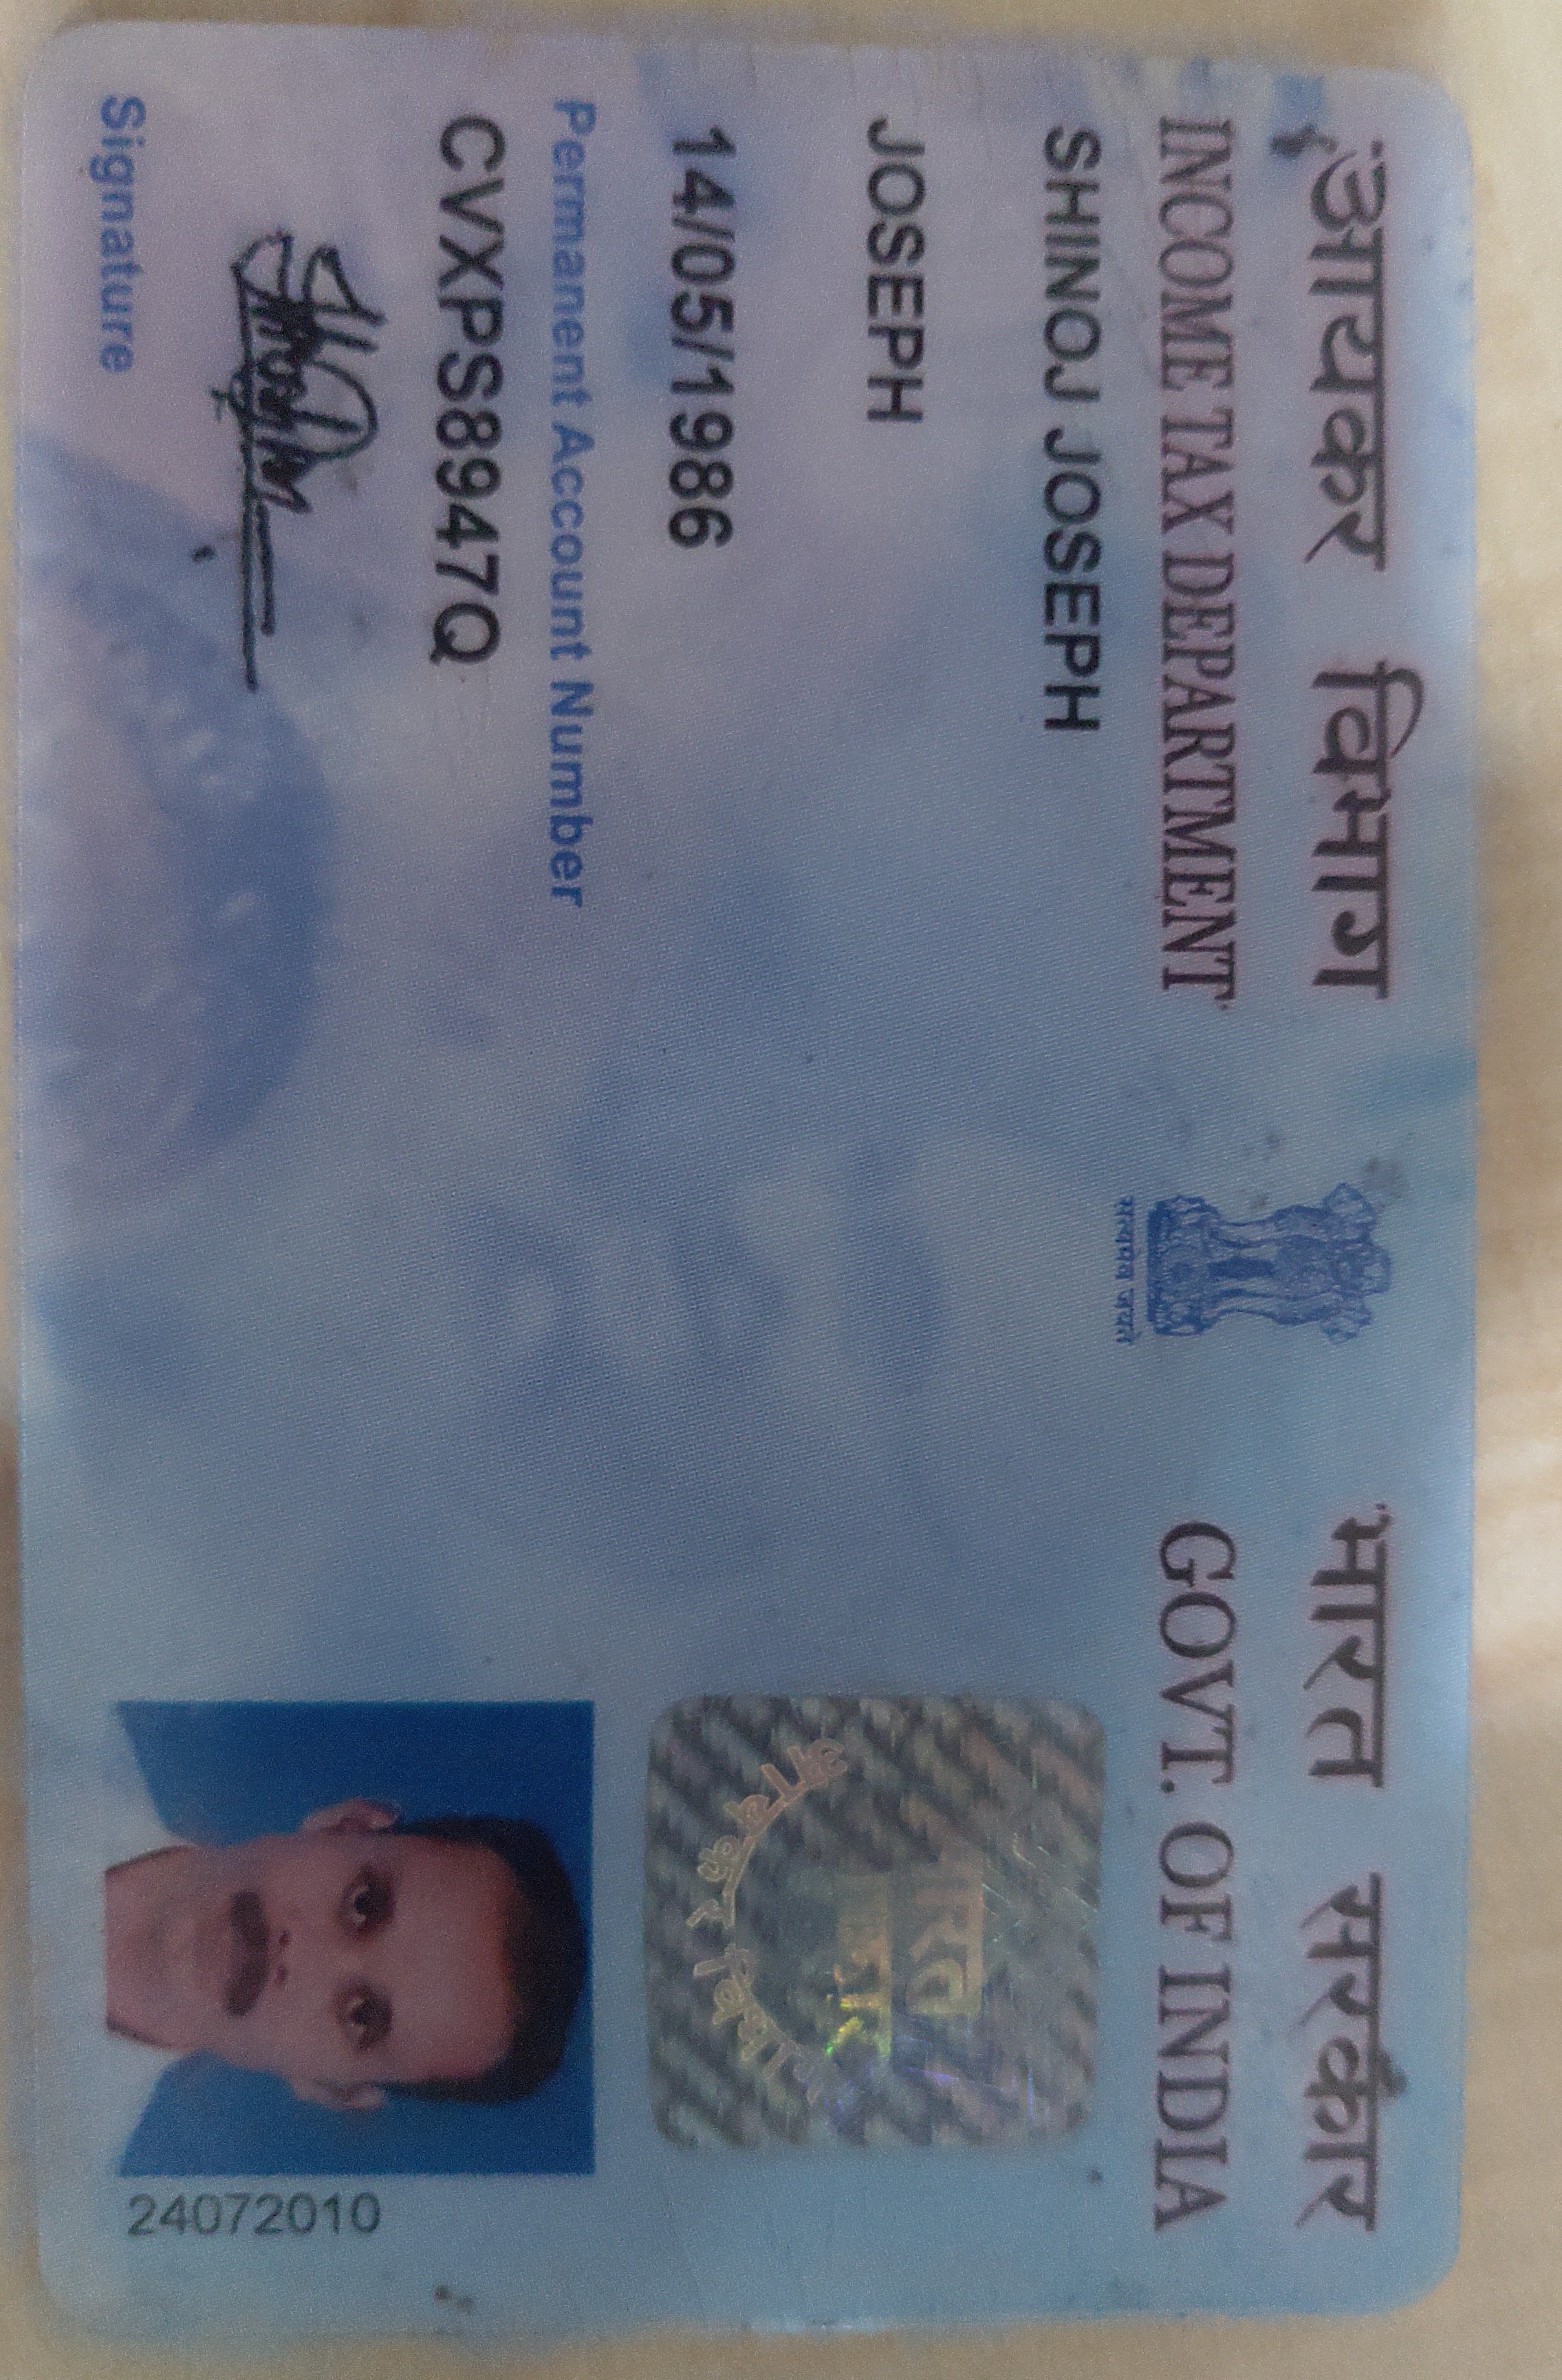 आयकर विभाग
INCOME TAX DEPARTMENT
सत्यमेव जयते
भारत सरकार
GOVT. OF INDIA
SHINOJ JOSEPH
JOSEPH
14/05/1986
Permanent Account Number
CVXPS8947Q
Signature
24072010